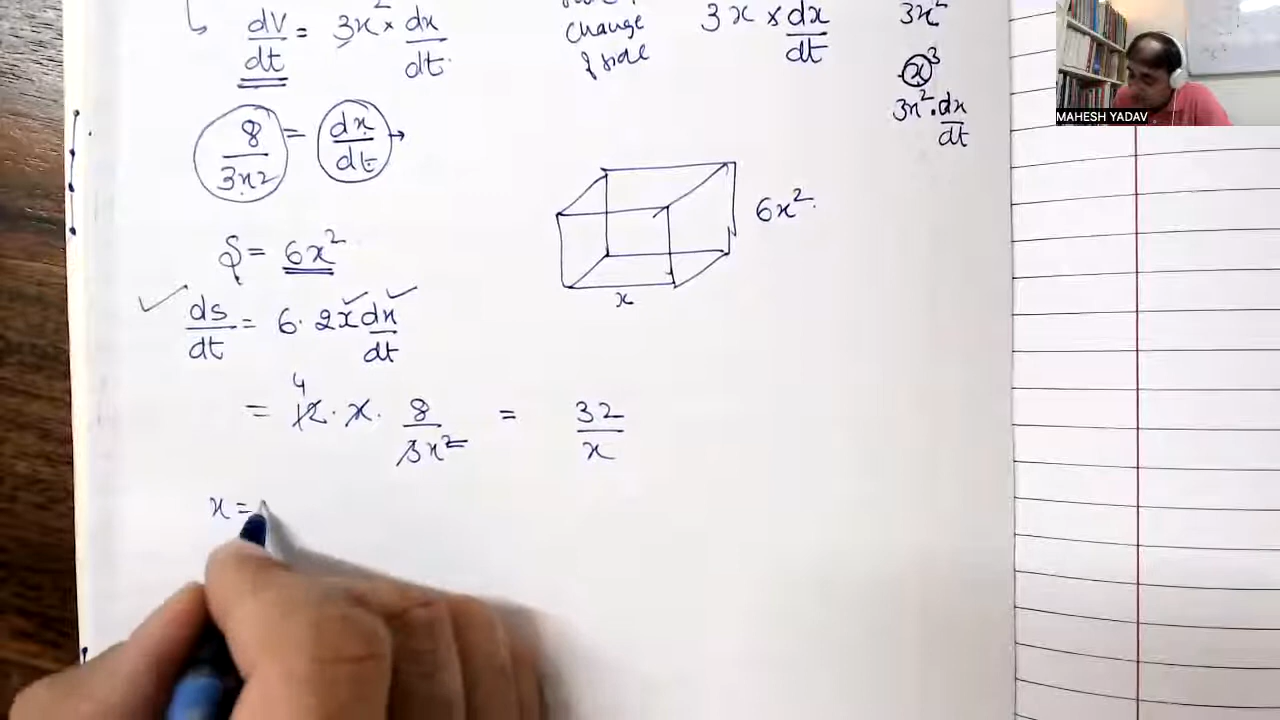 dV/dt = 3x² × dx/dt.
change
side
3x × dx/dt
3x²
x³
3x² · dx/dt
MAHESH YADAV
8/3x2 = dx/dt →
S = 6x²
6x².
x
✓ ds/dt = 6 · 2x dx/dt
4
= 12 · x · 8/3x² = 32/x
x =